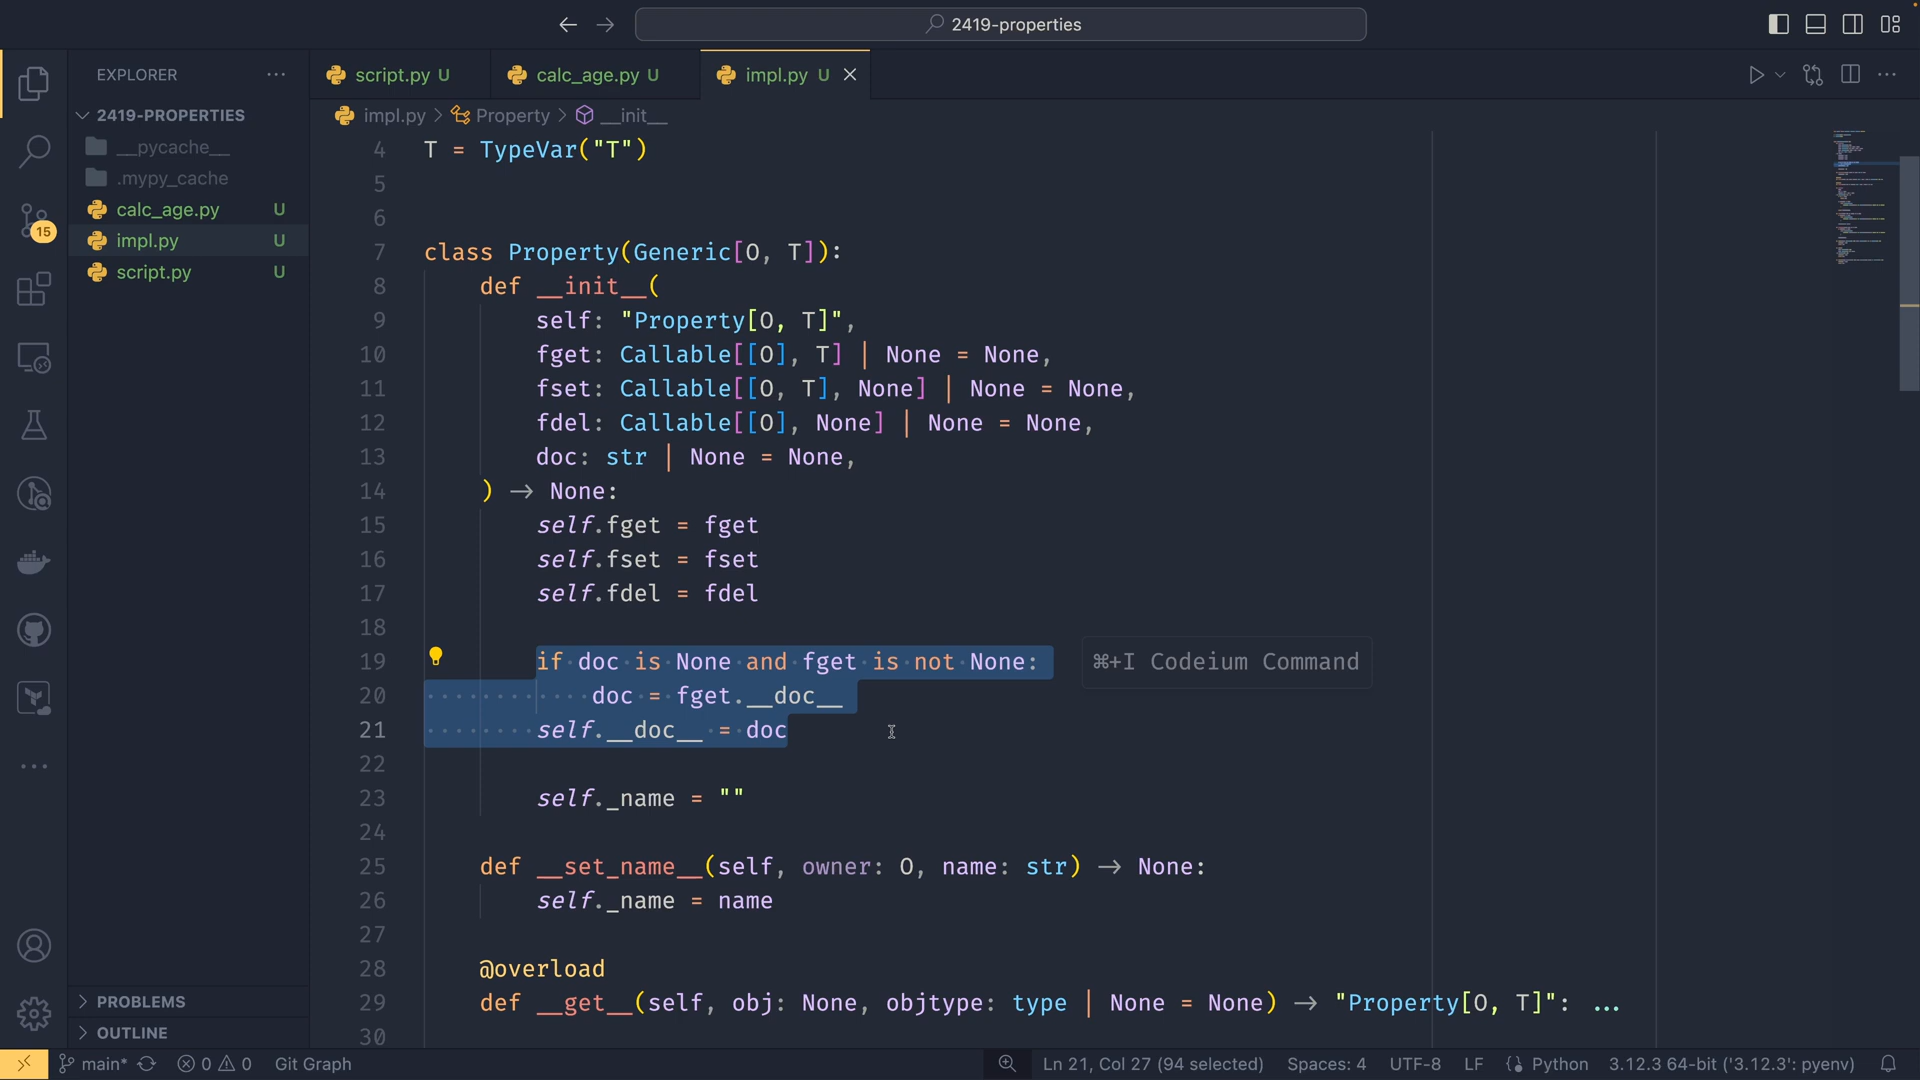 2419-properties
EXPLORER
script.py U
calc_age.py U
impl.py U
2419-PROPERTIES
impl.py > Property > __init__
__pycache__
.mypy_cache
calc_age.py U
impl.py U
script.py U
15
4 T = TypeVar("T")
5
6
7 class Property(Generic[O, T]):
8 def __init__(
9 self: "Property[O, T]",
10 fget: Callable[[O], T] | None = None,
11 fset: Callable[[O, T], None] | None = None,
12 fdel: Callable[[O], None] | None = None,
13 doc: str | None = None,
14 ) → None:
15 self.fget = fget
16 self.fset = fset
17 self.fdel = fdel
18
19 if doc is None and fget is not None: ⌘+I Codeium Command
20 doc = fget.__doc__
21 self.__doc__ = doc
22
23 self._name = ""
24
25 def __set_name__(self, owner: O, name: str) → None:
26 self._name = name
27
28 @overload
29 def __get__(self, obj: None, objtype: type | None = None) → "Property[O, T]": ...
30
PROBLEMS
OUTLINE
main* 0 0 Git Graph Ln 21, Col 27 (94 selected) Spaces: 4 UTF-8 LF Python 3.12.3 64-bit ('3.12.3': pyenv)